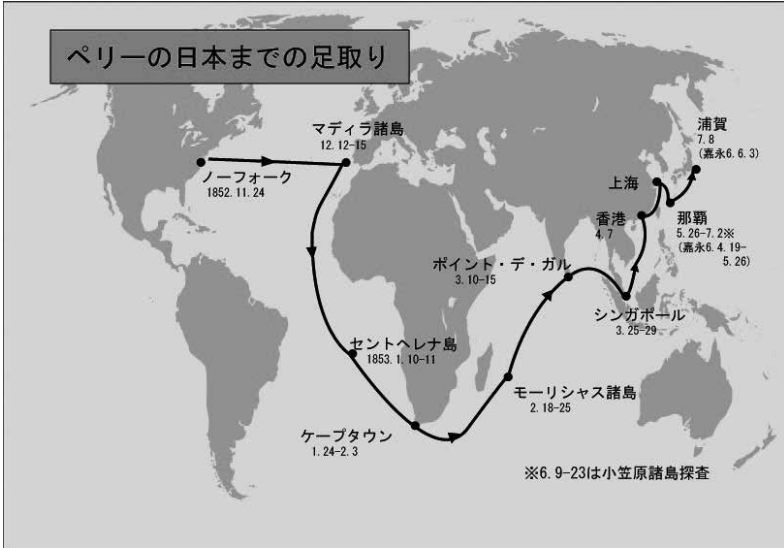 ペリーの日本までの足取り
マディラ諸島
12.12-15
ノーフォーク
1852.11.24
浦賀
7.8
(嘉永6.6.3)
上海
香港
4.7
那覇
5.26-7.2※
(嘉永6.4.19-
5.26)
ポイント・デ・ガル
3.10-15
シンガポール
3.25-29
セントヘレナ島
1853.1.10-11
モーリシャス諸島
2.18-25
ケープタウン
1.24-2.3
※6.9-23は小笠原諸島探査